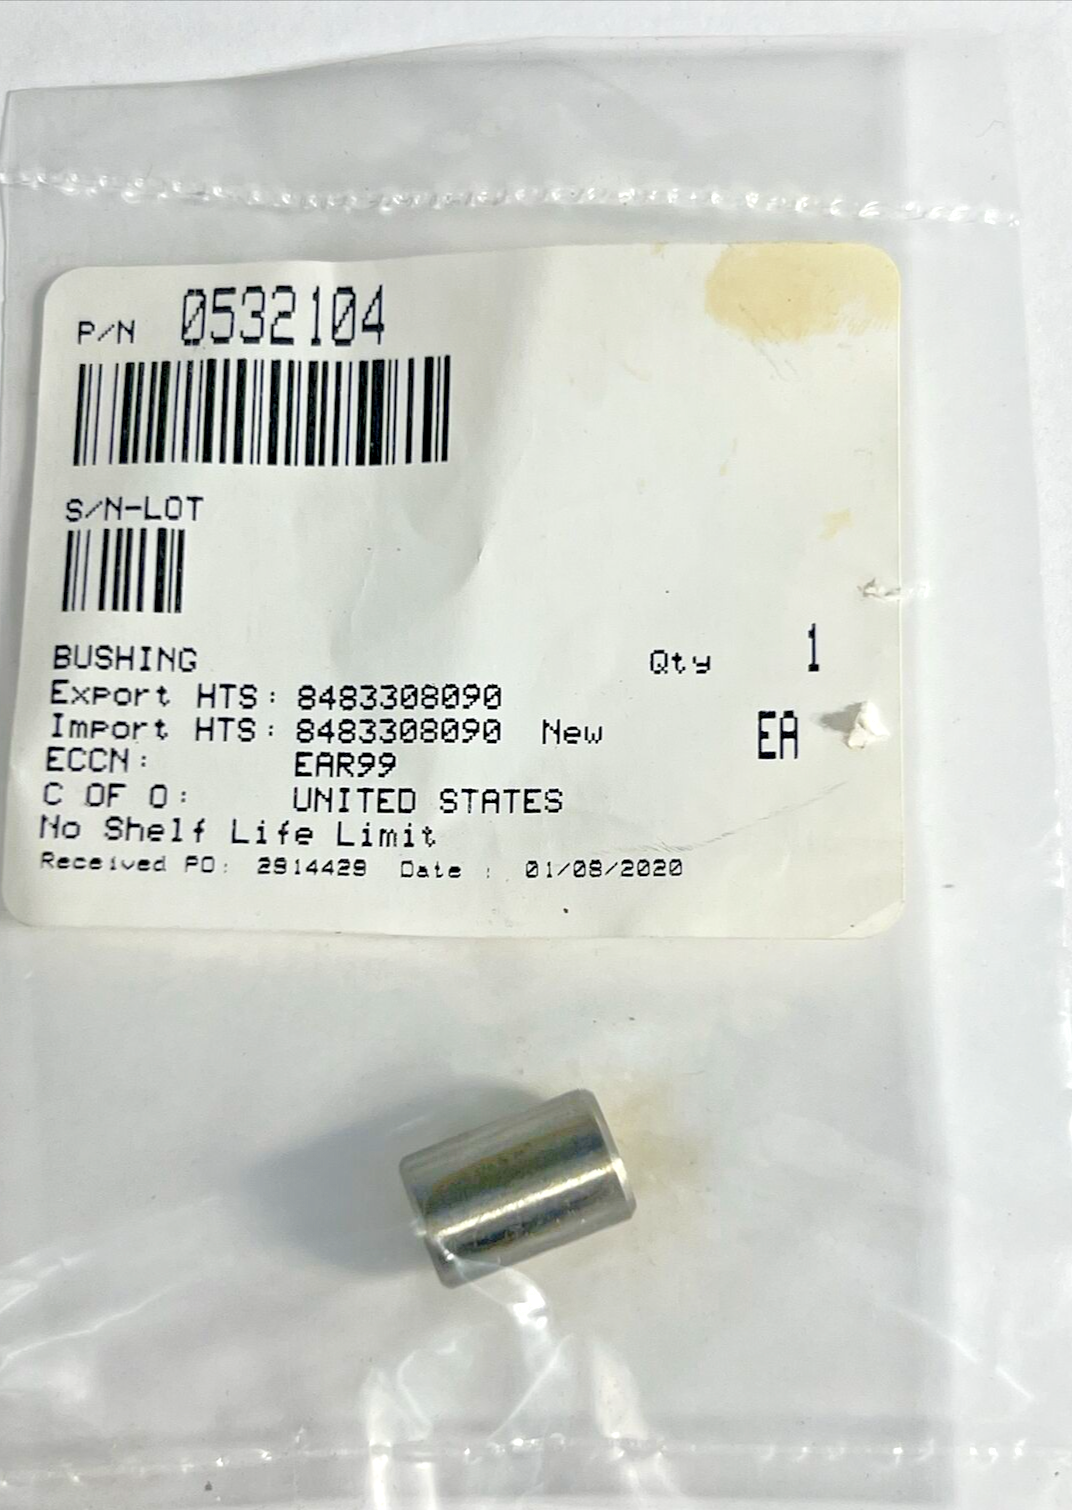 P/N 0532104
S/N-LOT
BUSHING Qty 1
Export HTS: 8483308090
Import HTS: 8483308090 New EA
ECCN: EAR99
C OF O: UNITED STATES
No Shelf Life Limit
Received PO: 2914429 Date : 01/08/2020